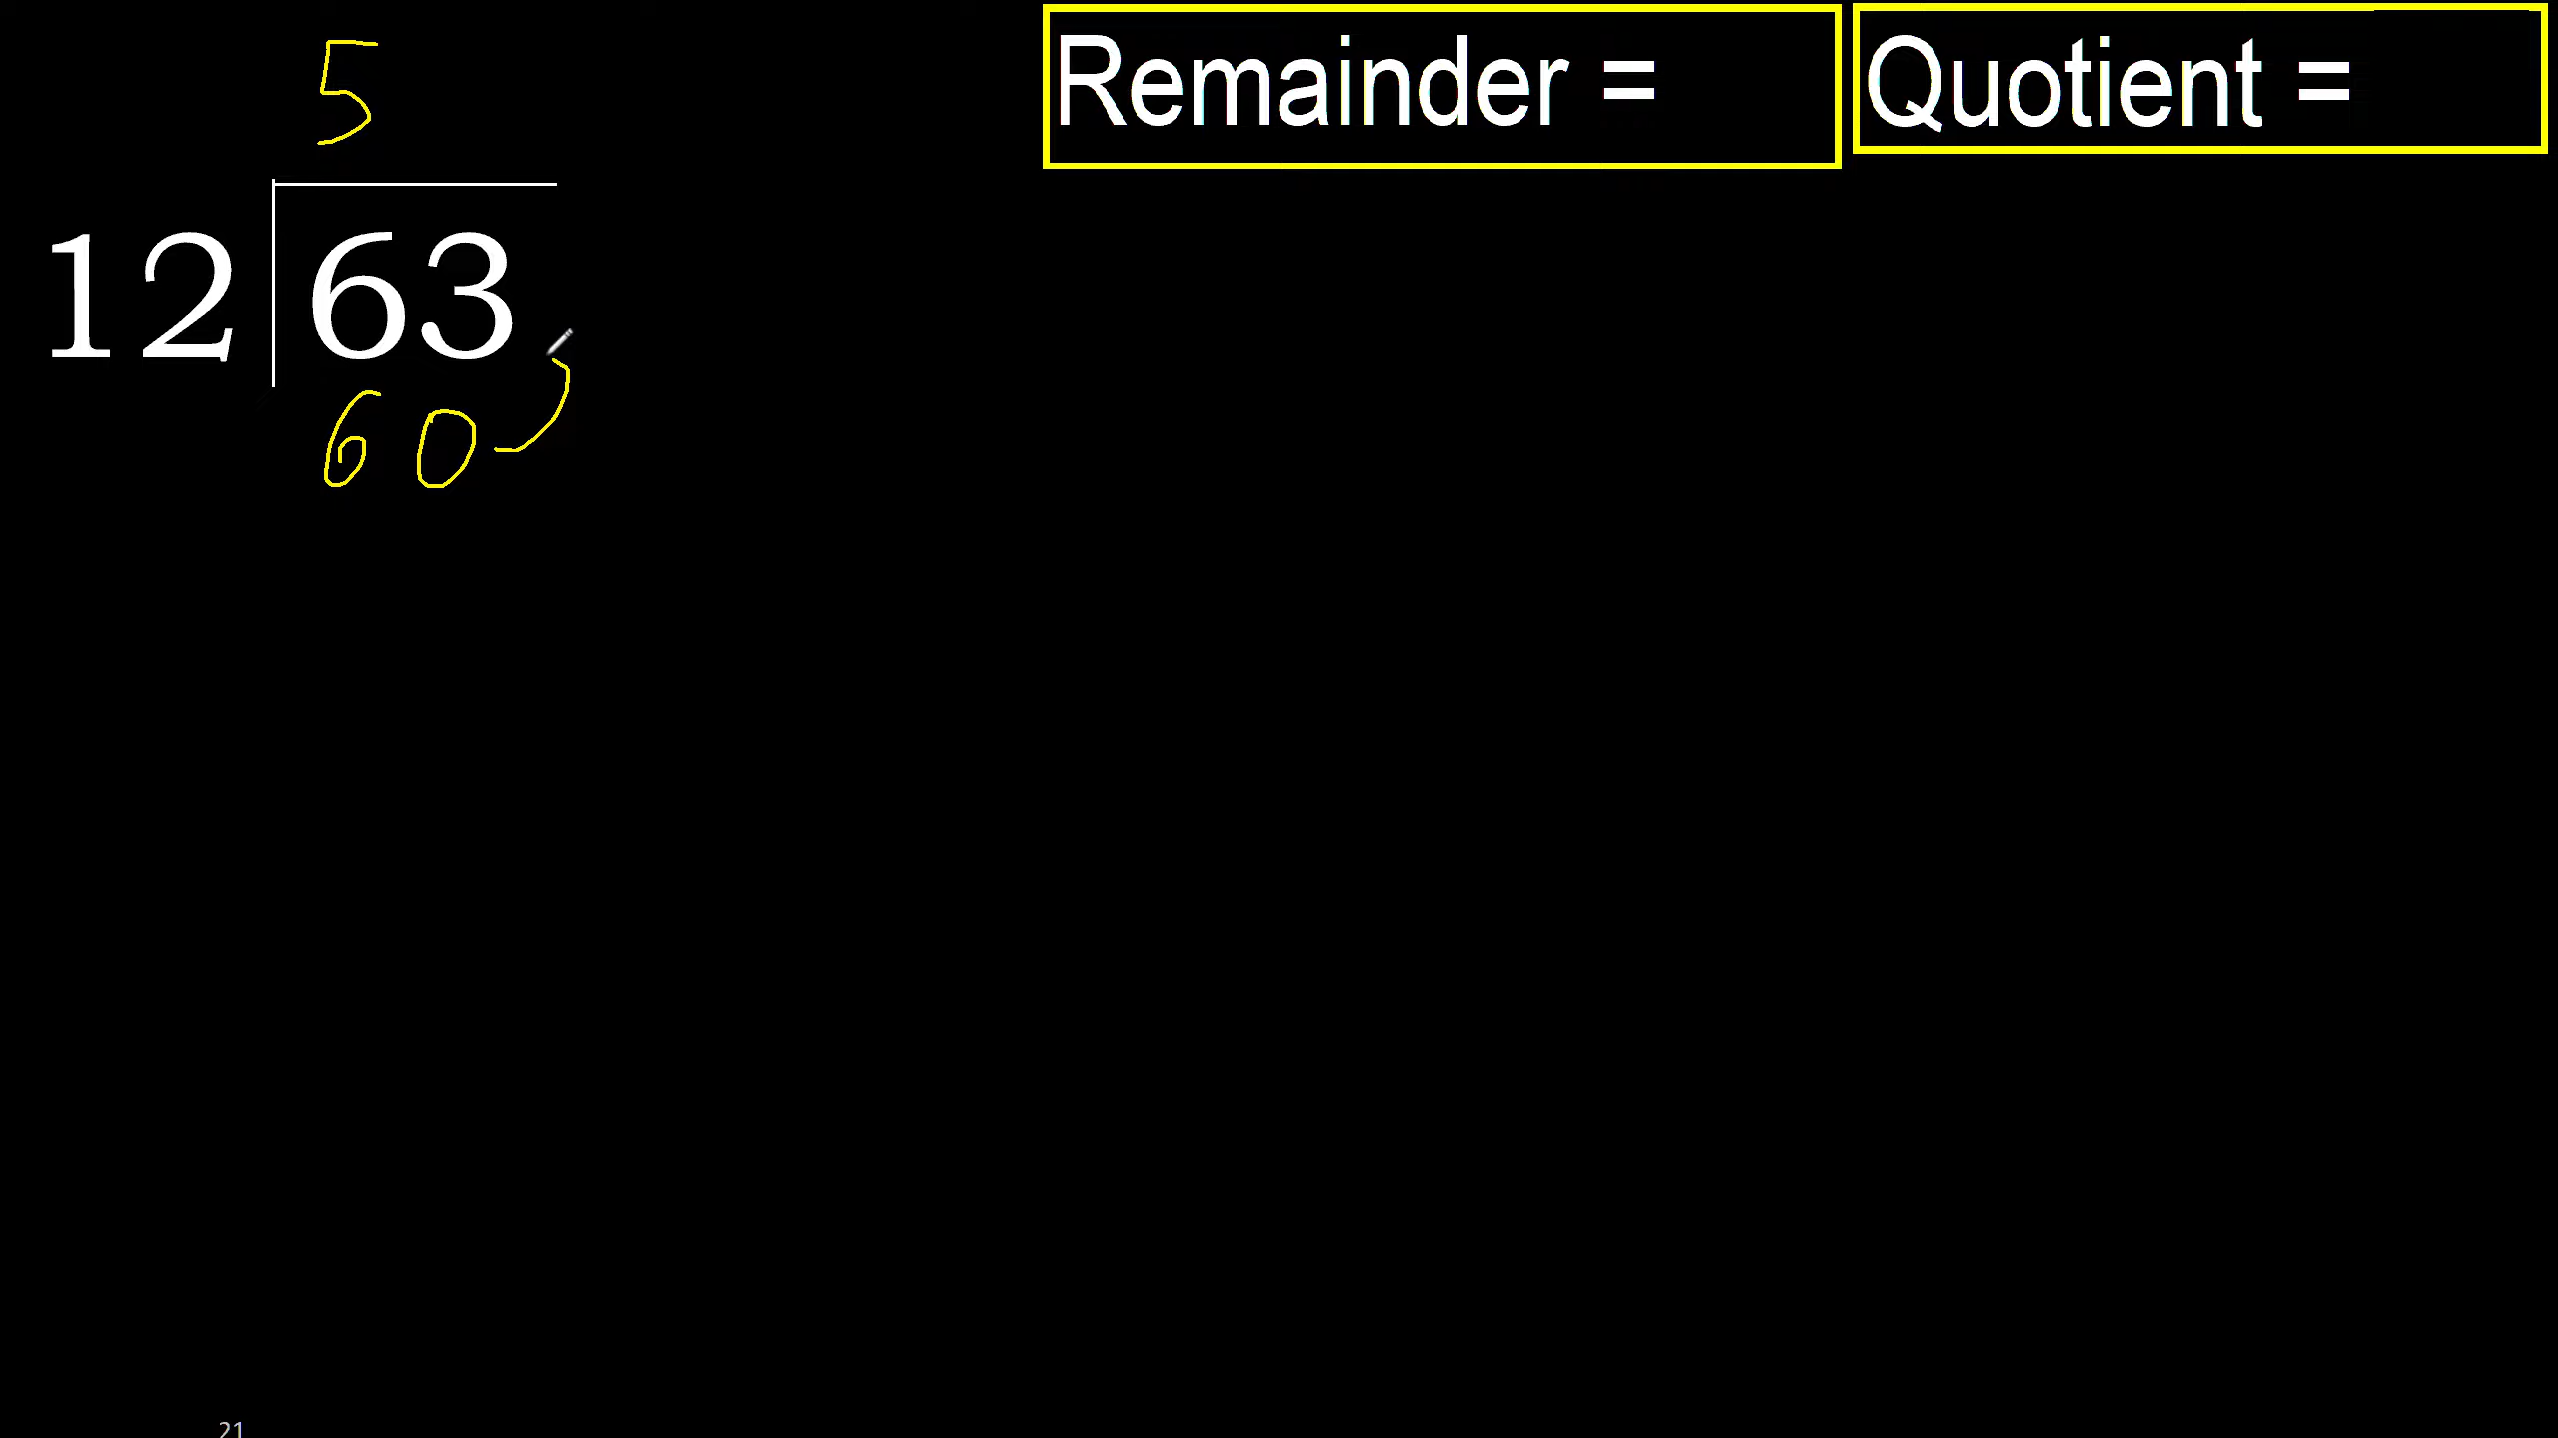 5
Remainder =
Quotient =
12 63
60
21